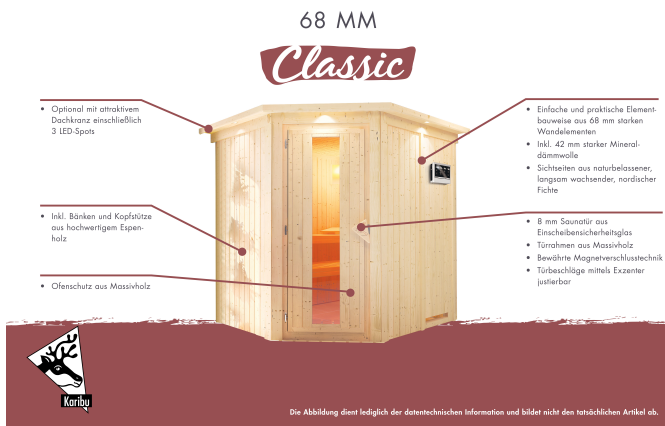 68 MM
Classic
• Optional mit attraktivem
Dachkranz einschließlich
3 LED-Spots
• Inkl. Bänken und Kopfstütze
aus hochwertigem Espen-
holz
• Ofenschutz aus Massivholz
• Einfache und praktische Element-
bauweise aus 68 mm starken
Wandelementen
• Inkl. 42 mm starker Mineral-
dämmwolle
• Sichtseiten aus naturbelassener,
langsam wachsender, nordischer
Fichte
• 8 mm Saunatür aus
Einscheibensicherheitsglas
• Türrahmen aus Massivholz
• Bewährte Magnetverschlusstechnik
• Türbeschläge mittels Exzenter
justierbar
Karibu
Die Abbildung dient lediglich der datentechnischen Information und bildet nicht den tatsächlichen Artikel ab.